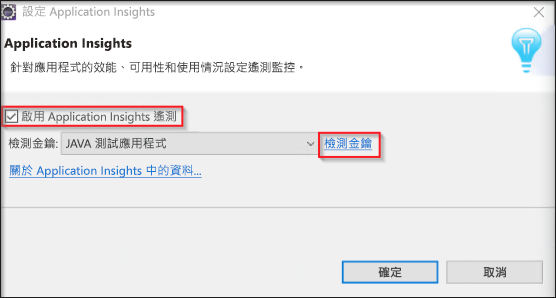 設定 Application Insights
Application Insights
針對應用程式的效能、可用性和使用情況設定遙測監控。
啟用 Application Insights 遙測
檢測金鑰: JAVA 測試應用程式 檢測金鑰
關於 Application Insights 中的資料...
確定 取消